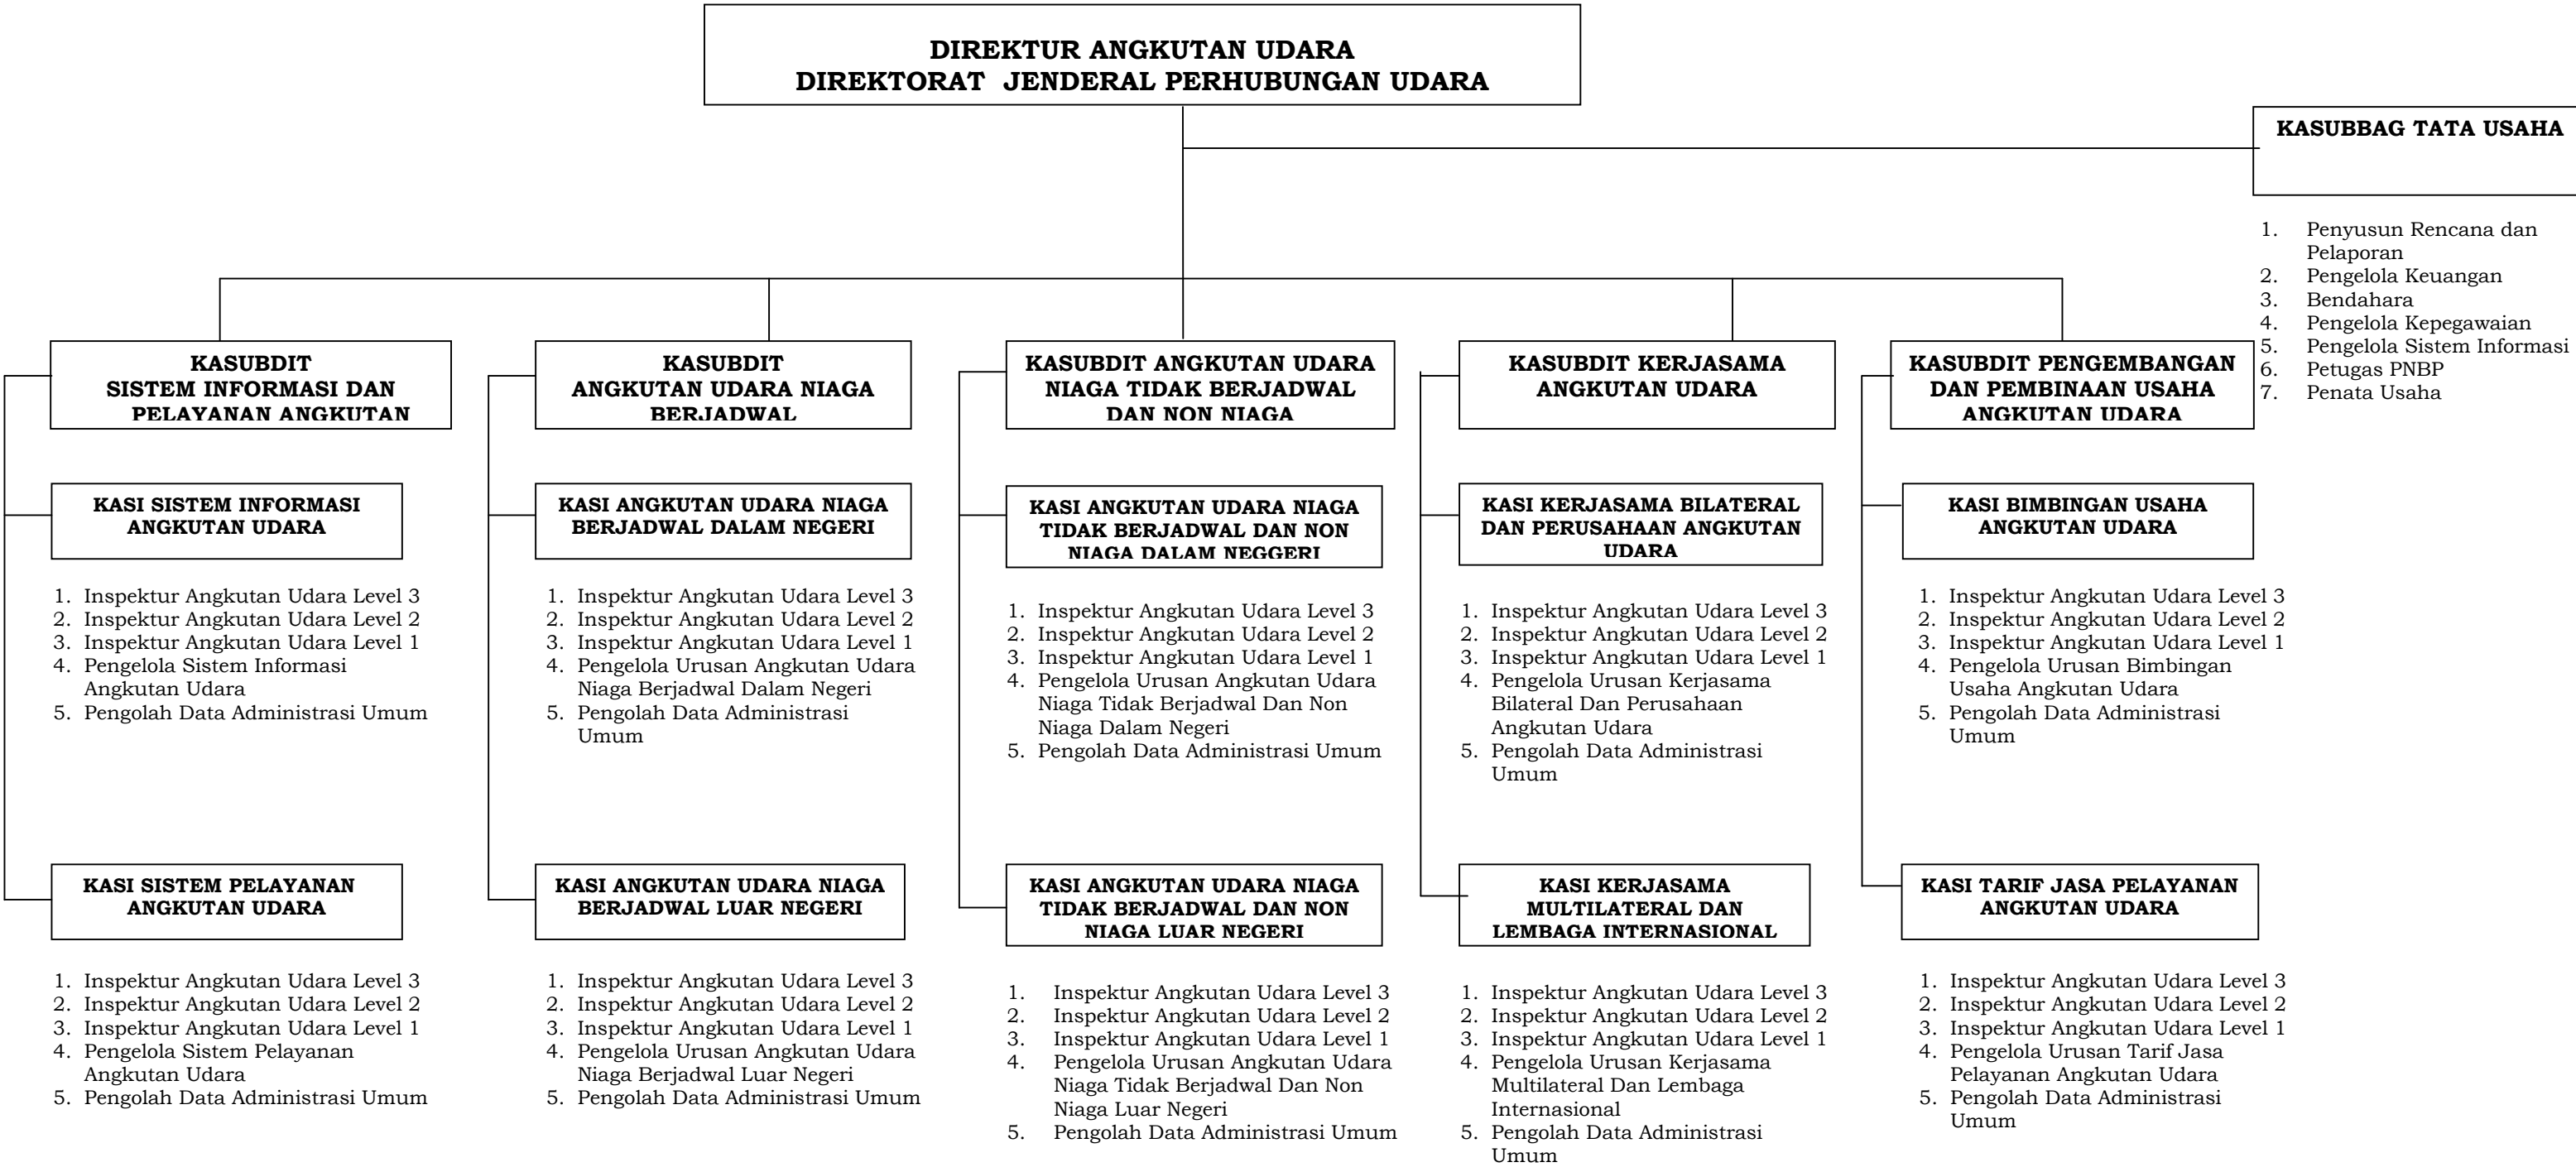 DIREKTUR ANGKUTAN UDARA
DIREKTORAT JENDERAL PERHUBUNGAN UDARA
KASUBBAG TATA USAHA
1. Penyusun Rencana dan
Pelaporan
2. Pengelola Keuangan
3. Bendahara
4. Pengelola Kepegawaian
5. Pengelola Sistem Informasi
6. Petugas PNBP
7. Penata Usaha
KASUBDIT
SISTEM INFORMASI DAN
PELAYANAN ANGKUTAN
KASI SISTEM INFORMASI
ANGKUTAN UDARA
1. Inspektur Angkutan Udara Level 3
2. Inspektur Angkutan Udara Level 2
3. Inspektur Angkutan Udara Level 1
4. Pengelola Sistem Informasi
Angkutan Udara
5. Pengolah Data Administrasi Umum
KASI SISTEM PELAYANAN
ANGKUTAN UDARA
1. Inspektur Angkutan Udara Level 3
2. Inspektur Angkutan Udara Level 2
3. Inspektur Angkutan Udara Level 1
4. Pengelola Sistem Pelayanan
Angkutan Udara
5. Pengolah Data Administrasi Umum
KASUBDIT
ANGKUTAN UDARA NIAGA
BERJADWAL
KASI ANGKUTAN UDARA NIAGA
BERJADWAL DALAM NEGERI
1. Inspektur Angkutan Udara Level 3
2. Inspektur Angkutan Udara Level 2
3. Inspektur Angkutan Udara Level 1
4. Pengelola Urusan Angkutan Udara
Niaga Berjadwal Dalam Negeri
5. Pengolah Data Administrasi
Umum
KASI ANGKUTAN UDARA NIAGA
BERJADWAL LUAR NEGERI
1. Inspektur Angkutan Udara Level 3
2. Inspektur Angkutan Udara Level 2
3. Inspektur Angkutan Udara Level 1
4. Pengelola Urusan Angkutan Udara
Niaga Berjadwal Luar Negeri
5. Pengolah Data Administrasi Umum
KASUBDIT ANGKUTAN UDARA
NIAGA TIDAK BERJADWAL
DAN NON NIAGA
KASI ANGKUTAN UDARA NIAGA
TIDAK BERJADWAL DAN NON
NIAGA DALAM NEGGERI
1. Inspektur Angkutan Udara Level 3
2. Inspektur Angkutan Udara Level 2
3. Inspektur Angkutan Udara Level 1
4. Pengelola Urusan Angkutan Udara
Niaga Tidak Berjadwal Dan Non
Niaga Dalam Negeri
5. Pengolah Data Administrasi Umum
KASI ANGKUTAN UDARA NIAGA
TIDAK BERJADWAL DAN NON
NIAGA LUAR NEGERI
1. Inspektur Angkutan Udara Level 3
2. Inspektur Angkutan Udara Level 2
3. Inspektur Angkutan Udara Level 1
4. Pengelola Urusan Angkutan Udara
Niaga Tidak Berjadwal Dan Non
Niaga Luar Negeri
5. Pengolah Data Administrasi Umum
KASUBDIT KERJASAMA
ANGKUTAN UDARA
KASI KERJASAMA BILATERAL
DAN PERUSAHAAN ANGKUTAN
UDARA
1. Inspektur Angkutan Udara Level 3
2. Inspektur Angkutan Udara Level 2
3. Inspektur Angkutan Udara Level 1
4. Pengelola Urusan Kerjasama
Bilateral Dan Perusahaan
Angkutan Udara
5. Pengolah Data Administrasi
Umum
KASI KERJASAMA
MULTILATERAL DAN
LEMBAGA INTERNASIONAL
1. Inspektur Angkutan Udara Level 3
2. Inspektur Angkutan Udara Level 2
3. Inspektur Angkutan Udara Level 1
4. Pengelola Urusan Kerjasama
Multilateral Dan Lembaga
Internasional
5. Pengolah Data Administrasi
Umum
KASUBDIT PENGEMBANGAN
DAN PEMBINAAN USAHA
ANGKUTAN UDARA
KASI BIMBINGAN USAHA
ANGKUTAN UDARA
1. Inspektur Angkutan Udara Level 3
2. Inspektur Angkutan Udara Level 2
3. Inspektur Angkutan Udara Level 1
4. Pengelola Urusan Bimbingan
Usaha Angkutan Udara
5. Pengolah Data Administrasi
Umum
KASI TARIF JASA PELAYANAN
ANGKUTAN UDARA
1. Inspektur Angkutan Udara Level 3
2. Inspektur Angkutan Udara Level 2
3. Inspektur Angkutan Udara Level 1
4. Pengelola Urusan Tarif Jasa
Pelayanan Angkutan Udara
5. Pengolah Data Administrasi
Umum